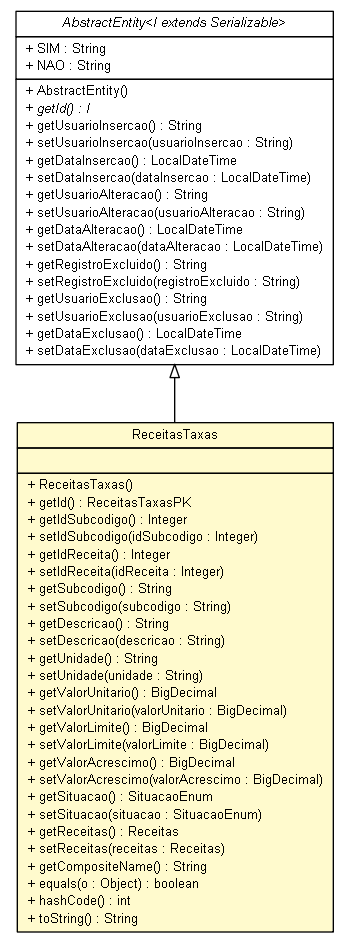 AbstractEntity<I extends Serializable>
+ SIM : String
+ NAO : String
+ AbstractEntity()
+ getId() : I
+ getUsuarioInsercao() : String
+ setUsuarioInsercao(usuarioInsercao : String)
+ getDataInsercao() : LocalDateTime
+ setDataInsercao(dataInsercao : LocalDateTime)
+ getUsuarioAlteracao() : String
+ setUsuarioAlteracao(usuarioAlteracao : String)
+ getDataAlteracao() : LocalDateTime
+ setDataAlteracao(dataAlteracao : LocalDateTime)
+ getRegistroExcluido() : String
+ setRegistroExcluido(registroExcluido : String)
+ getUsuarioExclusao() : String
+ setUsuarioExclusao(usuarioExclusao : String)
+ getDataExclusao() : LocalDateTime
+ setDataExclusao(dataExclusao : LocalDateTime)
ReceitasTaxas
+ ReceitasTaxas()
+ getId() : ReceitasTaxasPK
+ getIdSubcodigo() : Integer
+ setIdSubcodigo(idSubcodigo : Integer)
+ getIdReceita() : Integer
+ setIdReceita(idReceita : Integer)
+ getSubcodigo() : String
+ setSubcodigo(subcodigo : String)
+ getDescricao() : String
+ setDescricao(descricao : String)
+ getUnidade() : String
+ setUnidade(unidade : String)
+ getValorUnitario() : BigDecimal
+ setValorUnitario(valorUnitario : BigDecimal)
+ getValorLimite() : BigDecimal
+ setValorLimite(valorLimite : BigDecimal)
+ getValorAcrescimo() : BigDecimal
+ setValorAcrescimo(valorAcrescimo : BigDecimal)
+ getSituacao() : SituacaoEnum
+ setSituacao(situacao : SituacaoEnum)
+ getReceitas() : Receitas
+ setReceitas(receitas : Receitas)
+ getCompositeName() : String
+ equals(o : Object) : boolean
+ hashCode() : int
+ toString() : String